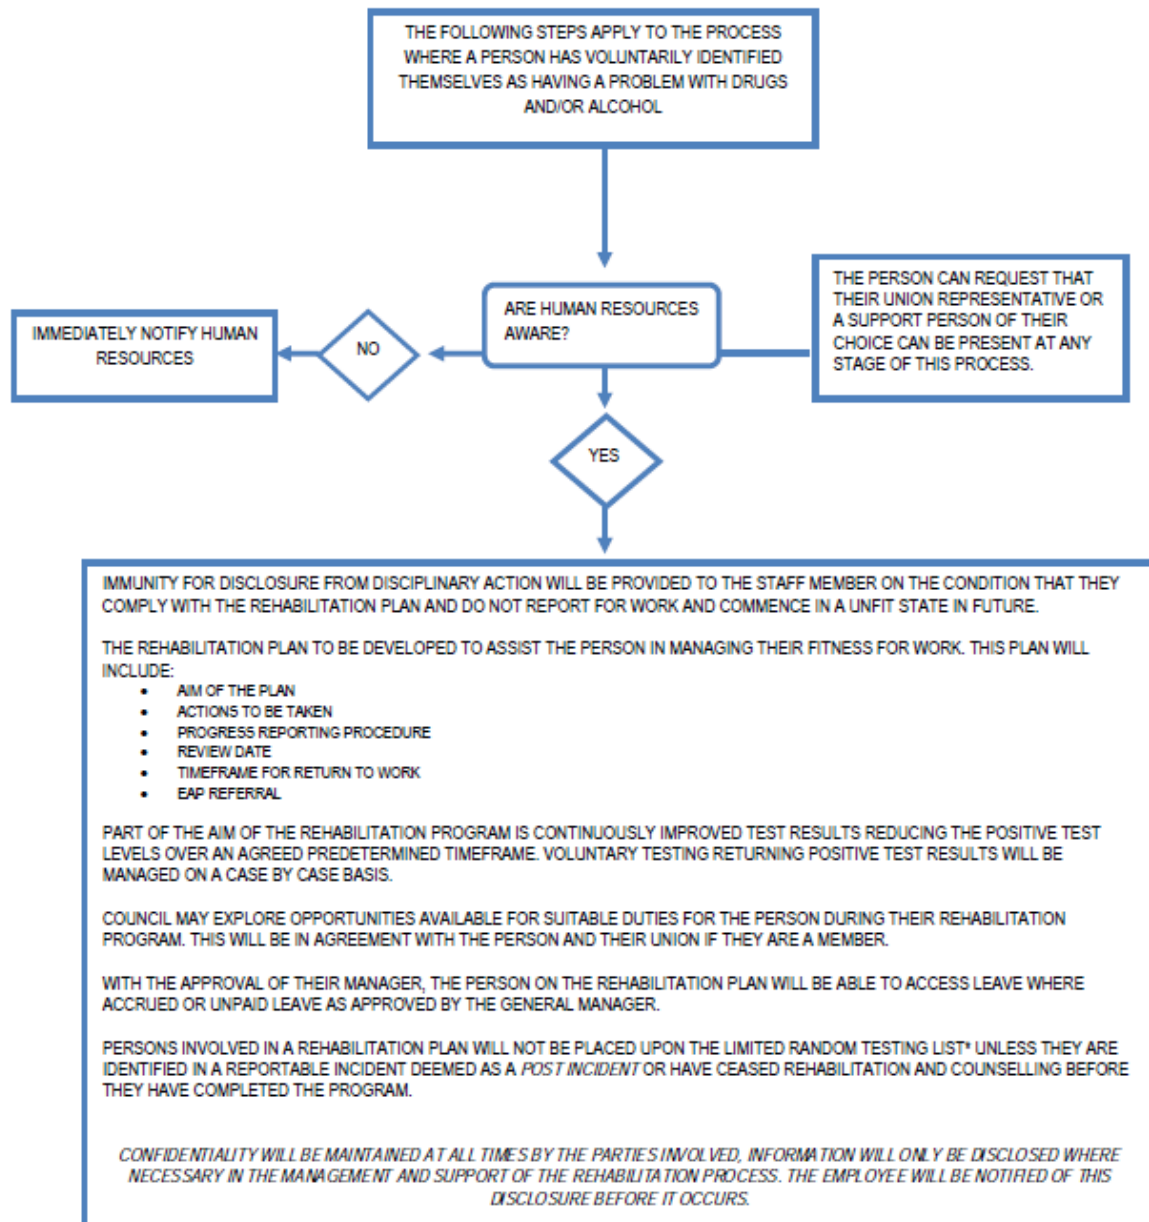 THE FOLLOWING STEPS APPLY TO THE PROCESS
WHERE A PERSON HAS VOLUNTARILY IDENTIFIED
THEMSELVES AS HAVING A PROBLEM WITH DRUGS
AND/OR ALCOHOL
ARE HUMAN RESOURCES
AWARE?
THE PERSON CAN REQUEST THAT
THEIR UNION REPRESENTATIVE OR
A SUPPORT PERSON OF THEIR
CHOICE CAN BE PRESENT AT ANY
STAGE OF THIS PROCESS.
NO
IMMEDIATELY NOTIFY HUMAN
RESOURCES
YES
IMMUNITY FOR DISCLOSURE FROM DISCIPLINARY ACTION WILL BE PROVIDED TO THE STAFF MEMBER ON THE CONDITION THAT THEY
COMPLY WITH THE REHABILITATION PLAN AND DO NOT REPORT FOR WORK AND COMMENCE IN A UNFIT STATE IN FUTURE.
THE REHABILITATION PLAN TO BE DEVELOPED TO ASSIST THE PERSON IN MANAGING THEIR FITNESS FOR WORK. THIS PLAN WILL
INCLUDE:
• AIM OF THE PLAN
• ACTIONS TO BE TAKEN
• PROGRESS REPORTING PROCEDURE
• REVIEW DATE
• TIMEFRAME FOR RETURN TO WORK
• EAP REFERRAL
PART OF THE AIM OF THE REHABILITATION PROGRAM IS CONTINUOUSLY IMPROVED TEST RESULTS REDUCING THE POSITIVE TEST
LEVELS OVER AN AGREED PREDETERMINED TIMEFRAME. VOLUNTARY TESTING RETURNING POSITIVE TEST RESULTS WILL BE
MANAGED ON A CASE BY CASE BASIS.
COUNCIL MAY EXPLORE OPPORTUNITIES AVAILABLE FOR SUITABLE DUTIES FOR THE PERSON DURING THEIR REHABILITATION
PROGRAM. THIS WILL BE IN AGREEMENT WITH THE PERSON AND THEIR UNION IF THEY ARE A MEMBER.
WITH THE APPROVAL OF THEIR MANAGER, THE PERSON ON THE REHABILITATION PLAN WILL BE ABLE TO ACCESS LEAVE WHERE
ACCRUED OR UNPAID LEAVE AS APPROVED BY THE GENERAL MANAGER.
PERSONS INVOLVED IN A REHABILITATION PLAN WILL NOT BE PLACED UPON THE LIMITED RANDOM TESTING LIST* UNLESS THEY ARE
IDENTIFIED IN A REPORTABLE INCIDENT DEEMED AS A POST INCIDENT OR HAVE CEASED REHABILITATION AND COUNSELLING BEFORE
THEY HAVE COMPLETED THE PROGRAM.
CONFIDENTIALITY WILL BE MAINTAINED AT ALL TIMES BY THE PARTIES INVOLVED, INFORMATION WILL ONLY BE DISCLOSED WHERE
NECESSARY IN THE MANAGEMENT AND SUPPORT OF THE REHABILITATION PROCESS. THE EMPLOYEE WILL BE NOTIFIED OF THIS
DISCLOSURE BEFORE IT OCCURS.